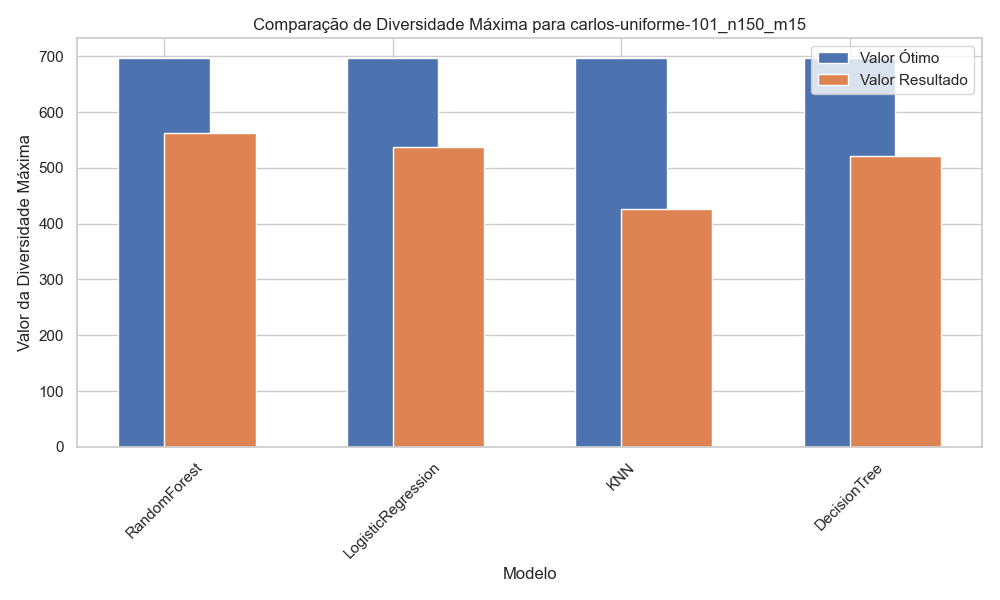 Comparação de Diversidade Máxima para carlos-uniforme-101_n150_m15
Valor Ótimo
Valor Resultado
Valor da Diversidade Máxima
700
600
500
400
300
200
100
0
RandomForest
LogisticRegression
KNN
DecisionTree
Modelo